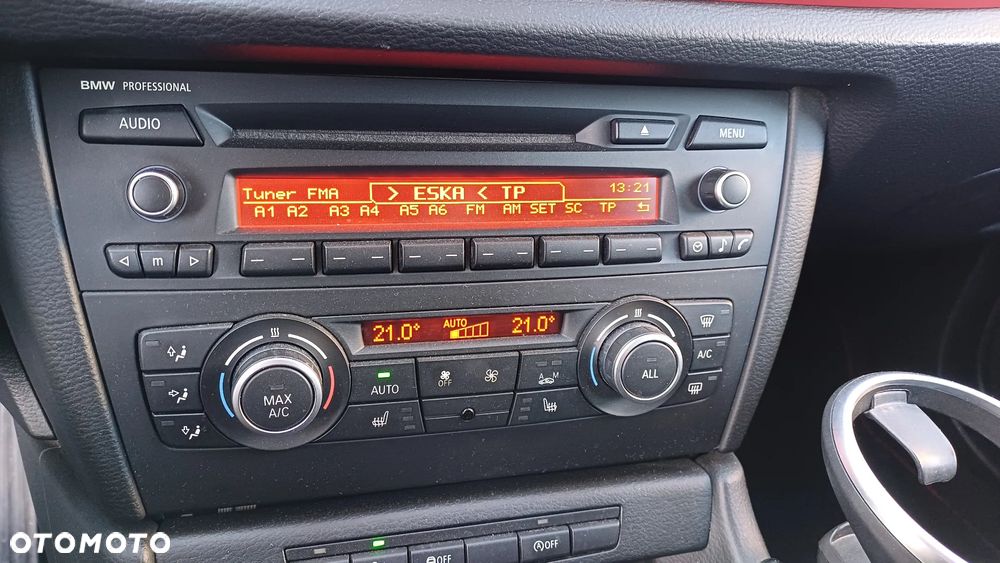 BMW PROFESSIONAL
AUDIO
MENU
Tuner FMA > ESKA < TP 13:21
A1 A2 A3 A4 A5 A6 FM AM SET SC TP
m
21.0° AUTO 21.0°
MAX A/C
AUTO
OFF
A M
ALL
A/C
OFF
OFF
OTOMOTO